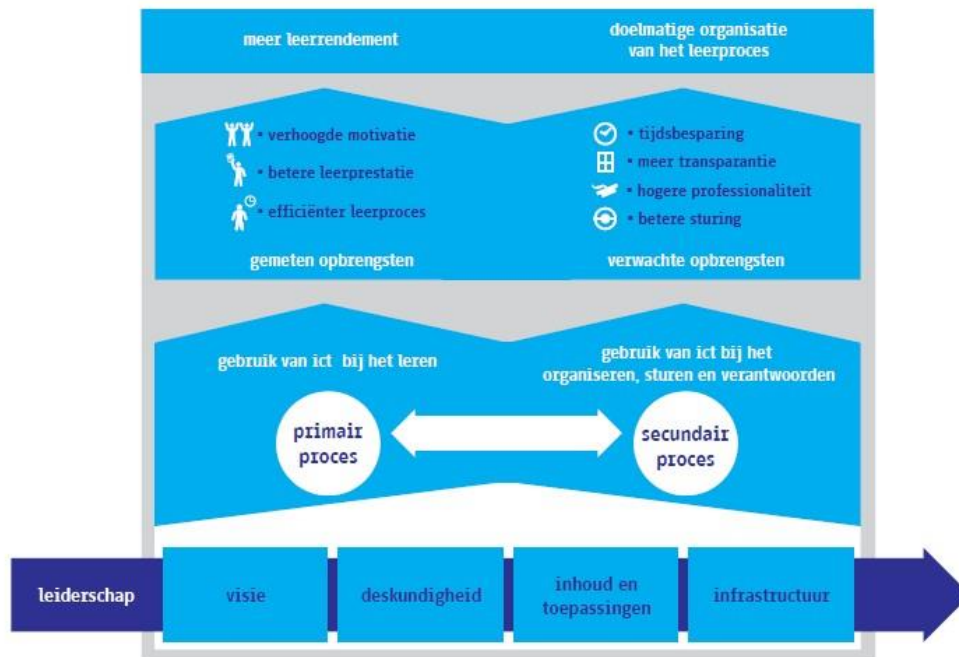 meer leerrendement
doelmatige organisatie
van het leerproces
▪ verhoogde motivatie
▪ betere leerprestatie
▪ efficiënter leerproces
gemeten opbrengsten
▪ tijdsbesparing
▪ meer transparantie
▪ hogere professionaliteit
▪ betere sturing
verwachte opbrengsten
gebruik van ict bij het leren
gebruik van ict bij het
organiseren, sturen en verantwoorden
primair
proces
secundair
proces
leiderschap
visie
deskundigheid
inhoud en
toepassingen
infrastructuur